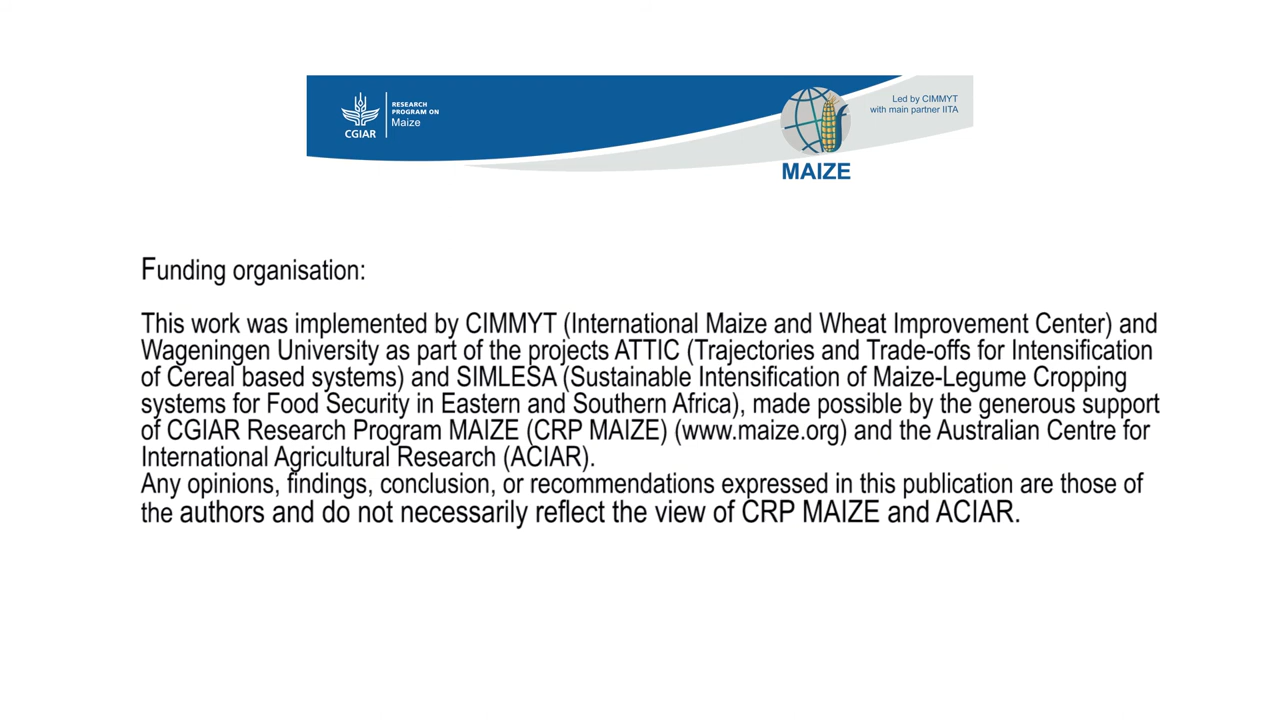 CGIAR
RESEARCH
PROGRAM ON
Maize
Led by CIMMYT
with main partner IITA
MAIZE
Funding organisation:
This work was implemented by CIMMYT (International Maize and Wheat Improvement Center) and
Wageningen University as part of the projects ATTIC (Trajectories and Trade-offs for Intensification
of Cereal based systems) and SIMLESA (Sustainable Intensification of Maize-Legume Cropping
systems for Food Security in Eastern and Southern Africa), made possible by the generous support
of CGIAR Research Program MAIZE (CRP MAIZE) (www.maize.org) and the Australian Centre for
International Agricultural Research (ACIAR).
Any opinions, findings, conclusion, or recommendations expressed in this publication are those of
the authors and do not necessarily reflect the view of CRP MAIZE and ACIAR.